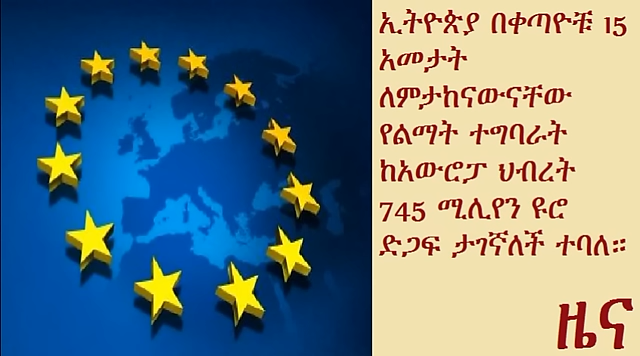 ኢትዮጵያ በቀጣዮቹ 15
አመታት
ለምታከናውናቸው
የልማት ተግባራት
ከአውሮፓ ህብረት
745 ሚሊየን ዩሮ
ድጋፍ ታገኛለች ተባለ።
ዜና